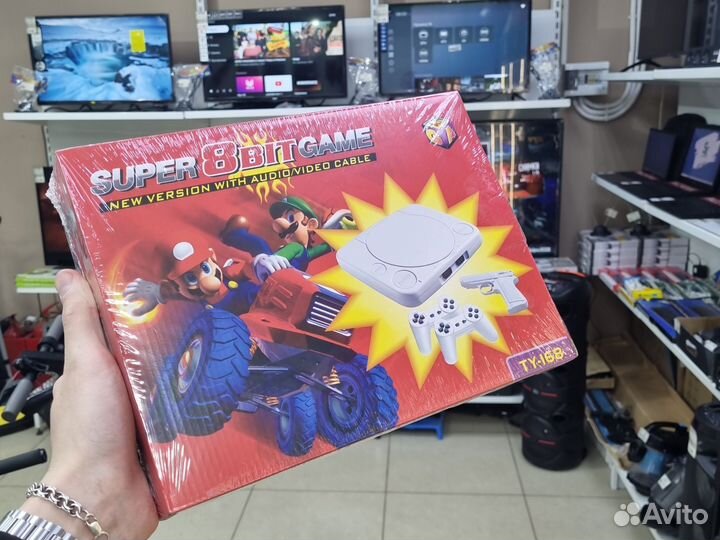 SUPER 8 BIT GAME
NEW VERSION WITH AUDIO/VIDEO CABLE
TY-168
Avito